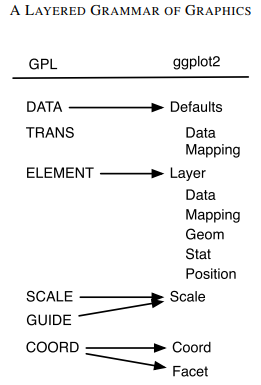 A LAYERED GRAMMAR OF GRAPHICS
GPL ggplot2
DATA Defaults
TRANS Data
Mapping
ELEMENT Layer
Data
Mapping
Geom
Stat
Position
SCALE Scale
GUIDE
COORD Coord
Facet